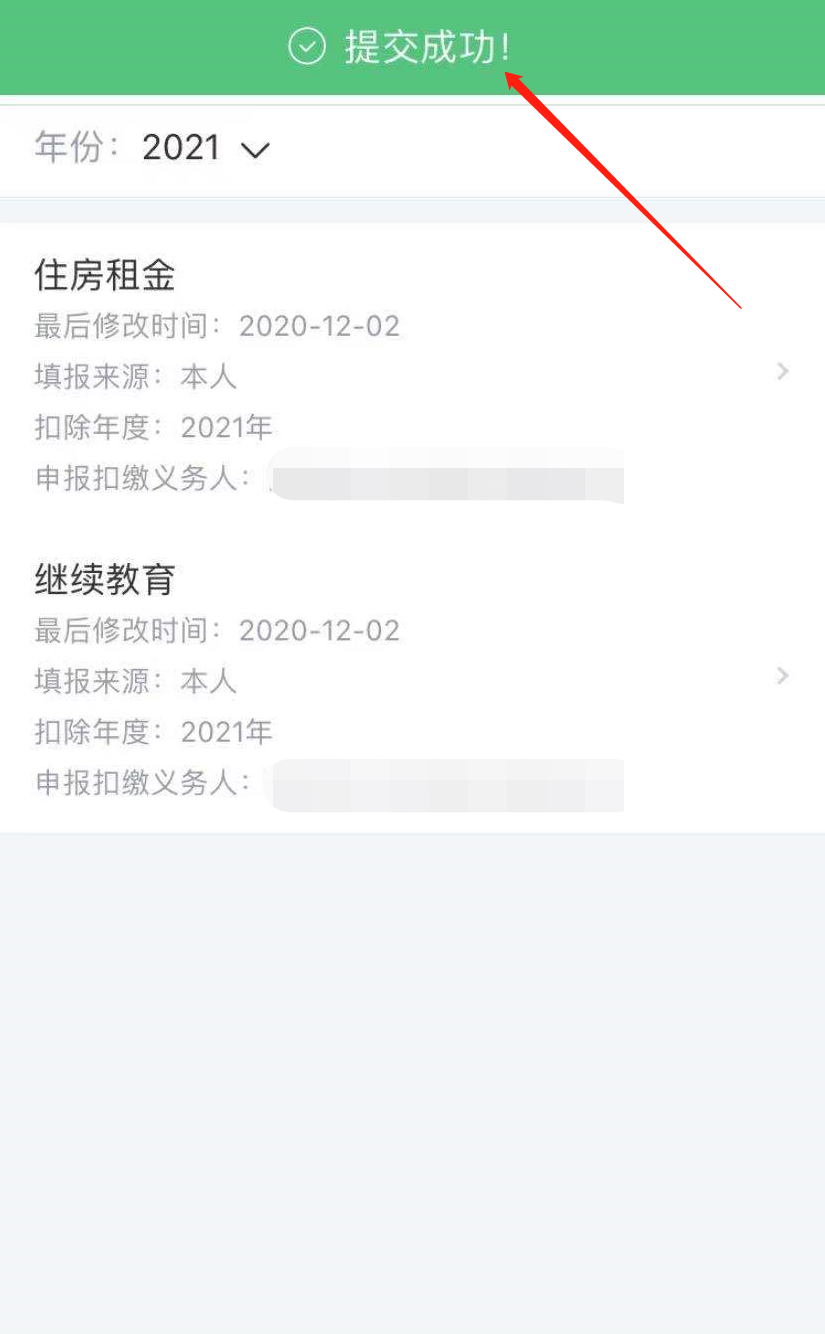 提交成功!
年份：2021
住房租金
最后修改时间：2020-12-02
填报来源：本人
扣除年度：2021年
申报扣缴义务人：
继续教育
最后修改时间：2020-12-02
填报来源：本人
扣除年度：2021年
申报扣缴义务人：